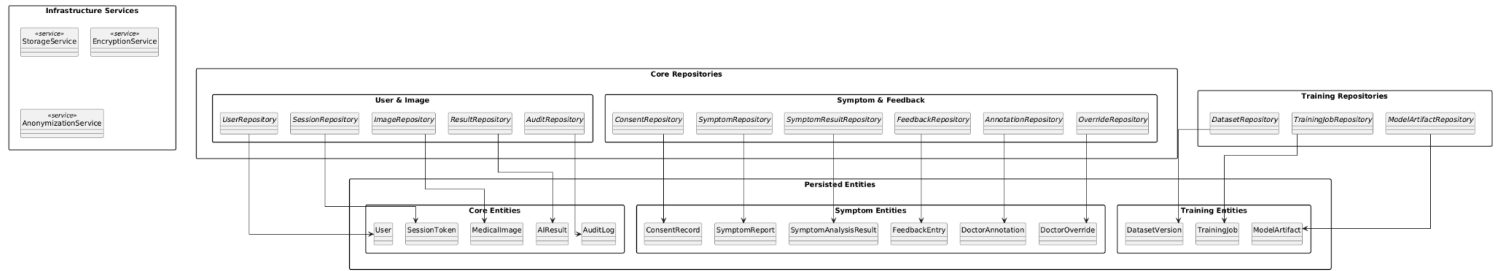 Infrastructure Services
«service»
StorageService
«service»
EncryptionService
«service»
AnonymizationService
Core Repositories
User & Image
UserRepository
SessionRepository
ImageRepository
ResultRepository
AuditRepository
Symptom & Feedback
ConsentRepository
SymptomRepository
SymptomResultRepository
FeedbackRepository
AnnotationRepository
OverrideRepository
Training Repositories
DatasetRepository
TrainingJobRepository
ModelArtifactRepository
Persisted Entities
Core Entities
User
SessionToken
MedicalImage
AIResult
AuditLog
Symptom Entities
ConsentRecord
SymptomReport
SymptomAnalysisResult
FeedbackEntry
DoctorAnnotation
DoctorOverride
Training Entities
DatasetVersion
TrainingJob
ModelArtifact